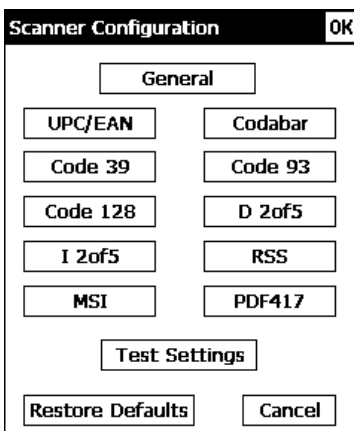 Scanner Configuration OK
General
UPC/EAN Codabar
Code 39 Code 93
Code 128 D 2of5
I 2of5 RSS
MSI PDF417
Test Settings
Restore Defaults Cancel